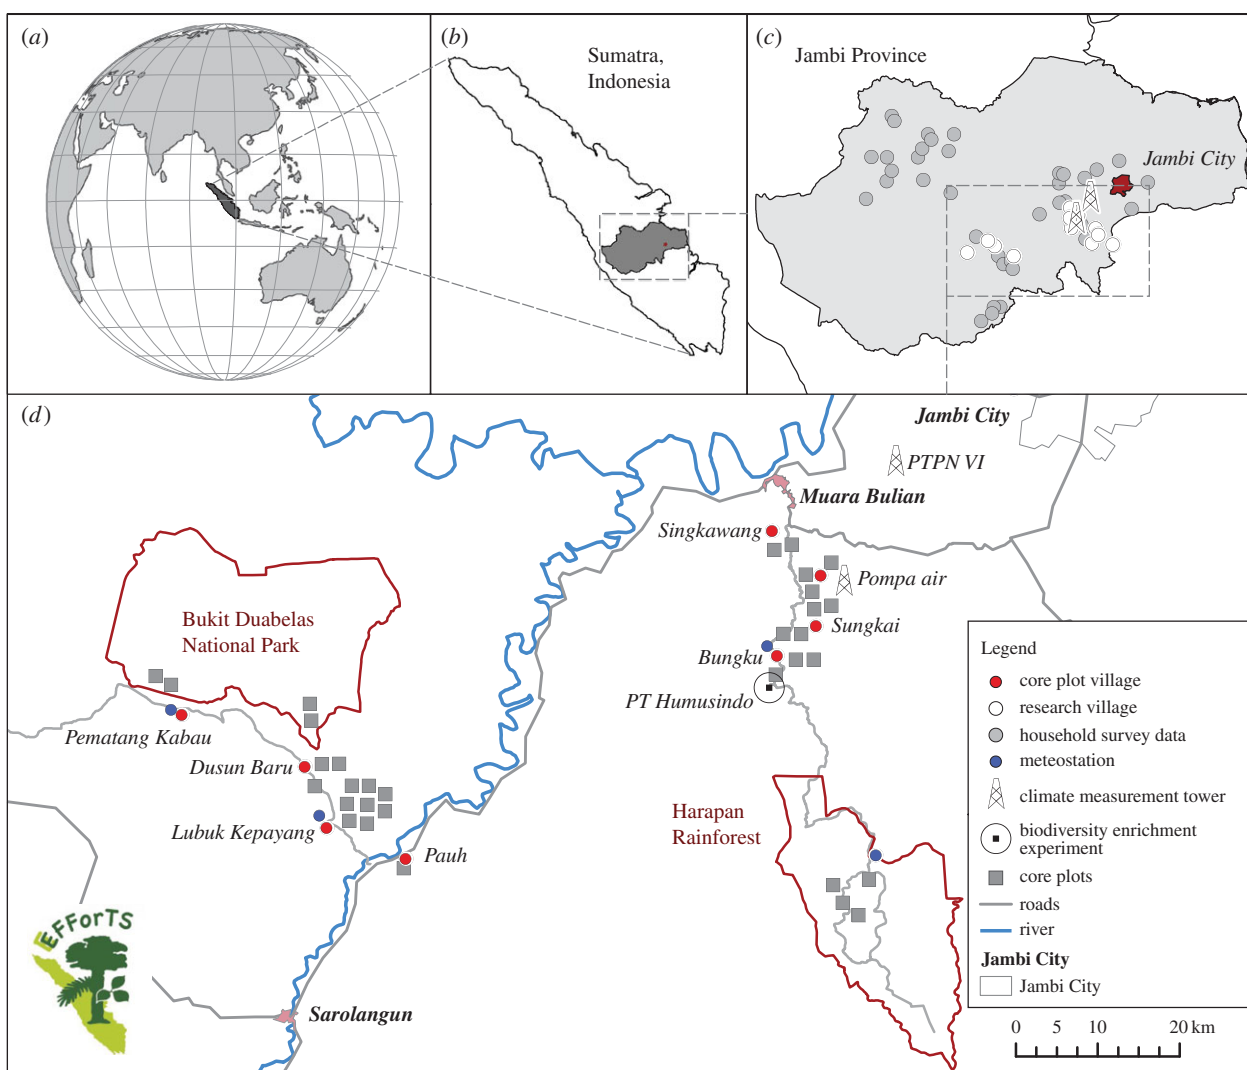 (a)
(b)
Sumatra,
Indonesia
(c)
Jambi Province
Jambi City
(d)
Jambi City
PTPN VI
Muara Bulian
Singkawang
Pompa air
Sungkai
Bungku
PT Humusindo
Bukit Duabelas
National Park
Pematang Kabau
Dusun Baru
Lubuk Kepayang
Pauh
Harapan
Rainforest
Sarolangun
EFForTS
Legend
core plot village
research village
household survey data
meteostation
climate measurement tower
biodiversity enrichment
experiment
core plots
roads
river
Jambi City
Jambi City
0 5 10 20 km